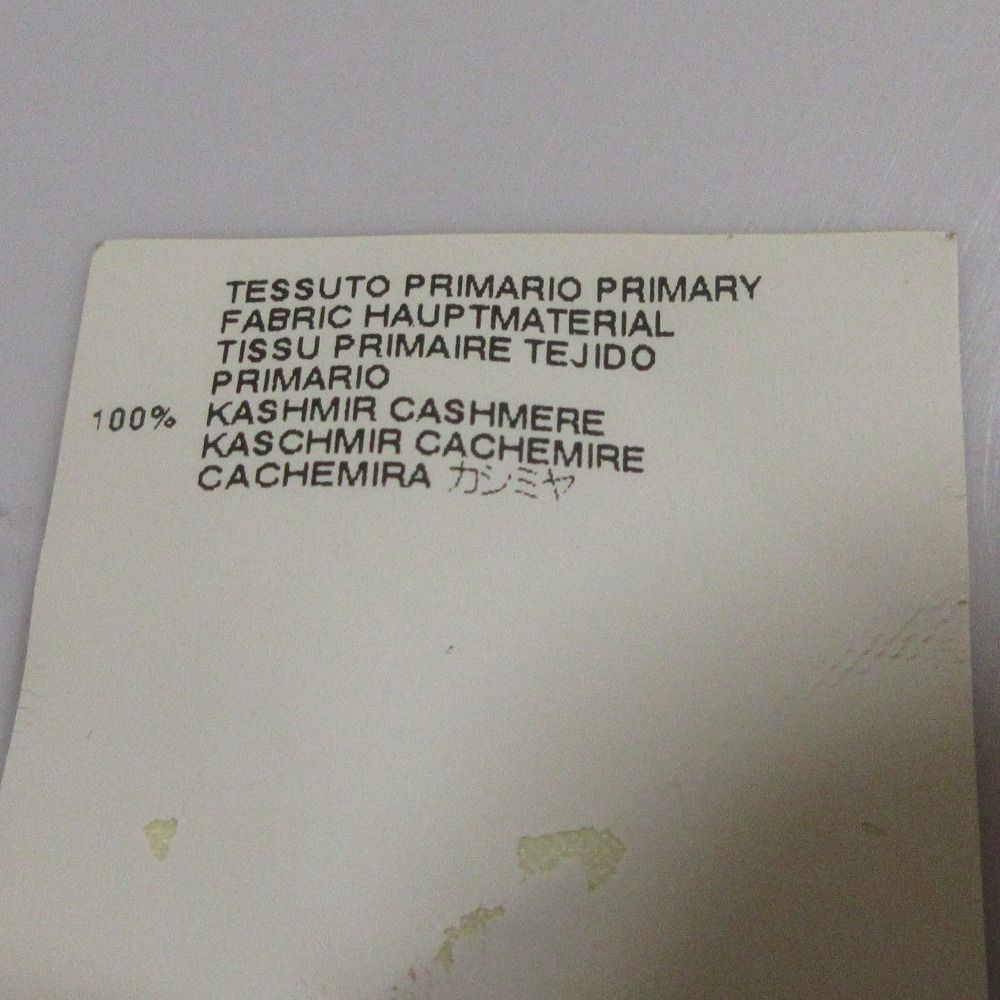 TESSUTO PRIMARIO PRIMARY
FABRIC HAUPTMATERIAL
TISSU PRIMAIRE TEJIDO
PRIMARIO
100% KASHMIR CASHMERE
KASCHMIR CACHEMIRE
CACHEMIRA カシミヤ